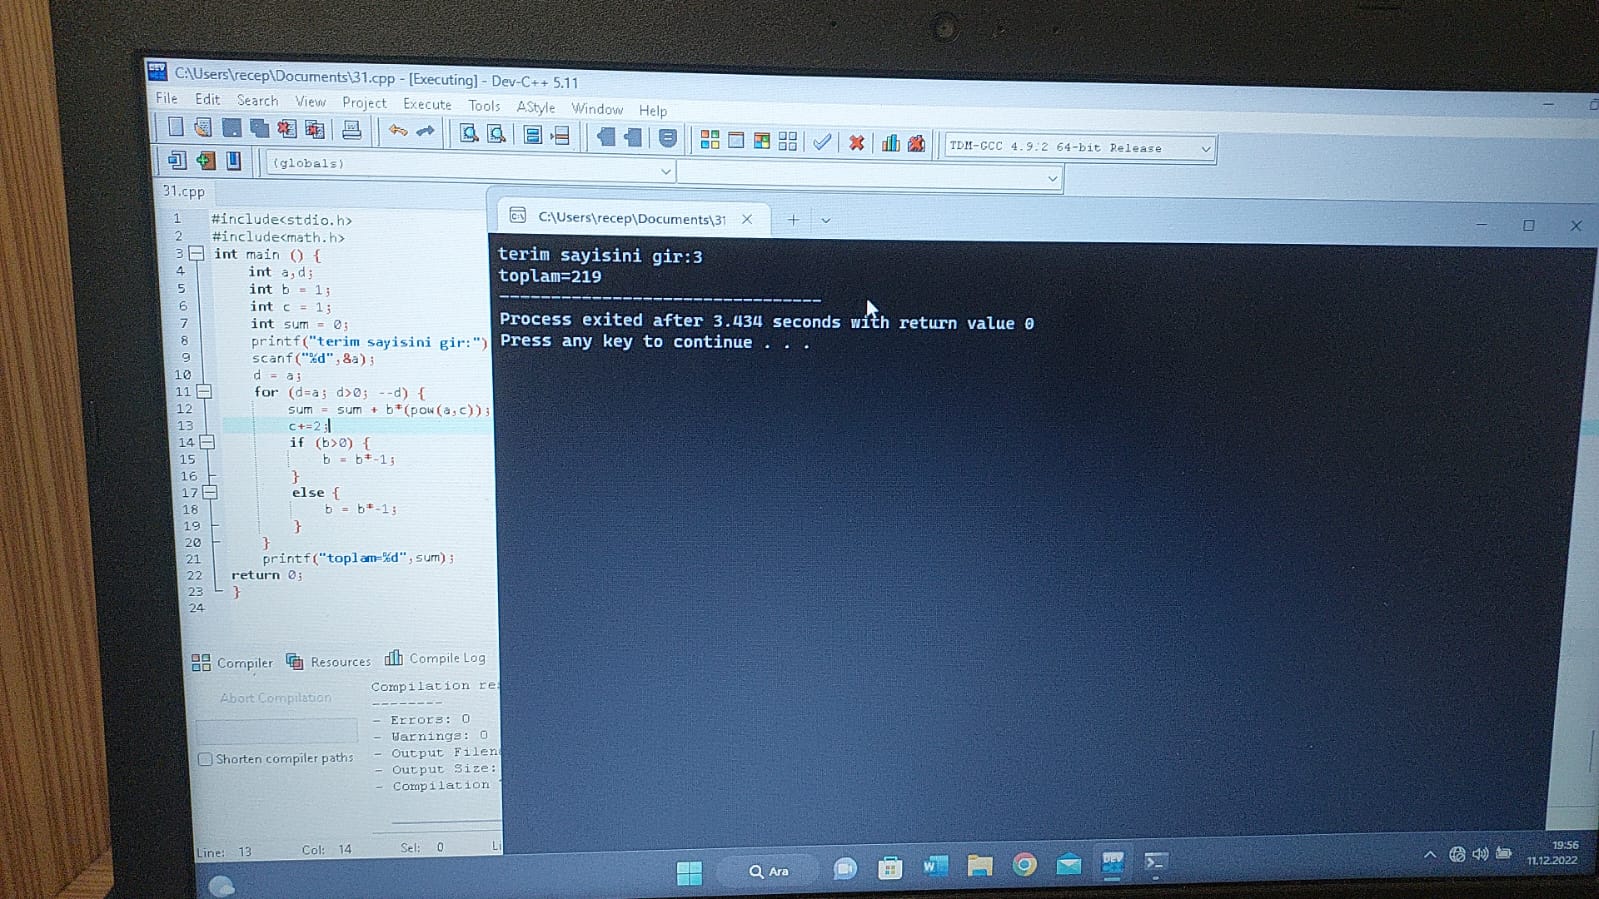 C:\Users\recep\Documents\31.cpp - [Executing] - Dev-C++ 5.11
File Edit Search View Project Execute Tools AStyle Window Help
TDM-GCC 4.9.2 64-bit Release
(globals)
31.cpp
1 #include<stdio.h>
2 #include<math.h>
3 int main () {
4 int a,d;
5 int b = 1;
6 int c = 1;
7 int sum = 0;
8 printf("terim sayisini gir:")
9 scanf("%d",&a);
10 d = a;
11 for (d=a; d>0; --d) {
12 sum = sum + b*(pow(a,c));
13 c+=2;
14 if (b>0) {
15 b = b*-1;
16 }
17 else {
18 b = b*-1;
19 }
20 }
21 printf("toplam=%d",sum);
22 return 0;
23 }
24
C:\Users\recep\Documents\31
terim sayisini gir:3
toplam=219
--------------------------------
Process exited after 3.434 seconds with return value 0
Press any key to continue . . .
Compiler Resources Compile Log
Abort Compilation
Shorten compiler paths
Compilation res
--------
- Errors: 0
- Warnings: 0
- Output Filen
- Output Size:
- Compilation
Line: 13 Col: 14 Sel: 0 Li
Ara
DEV
19:56
11.12.2022